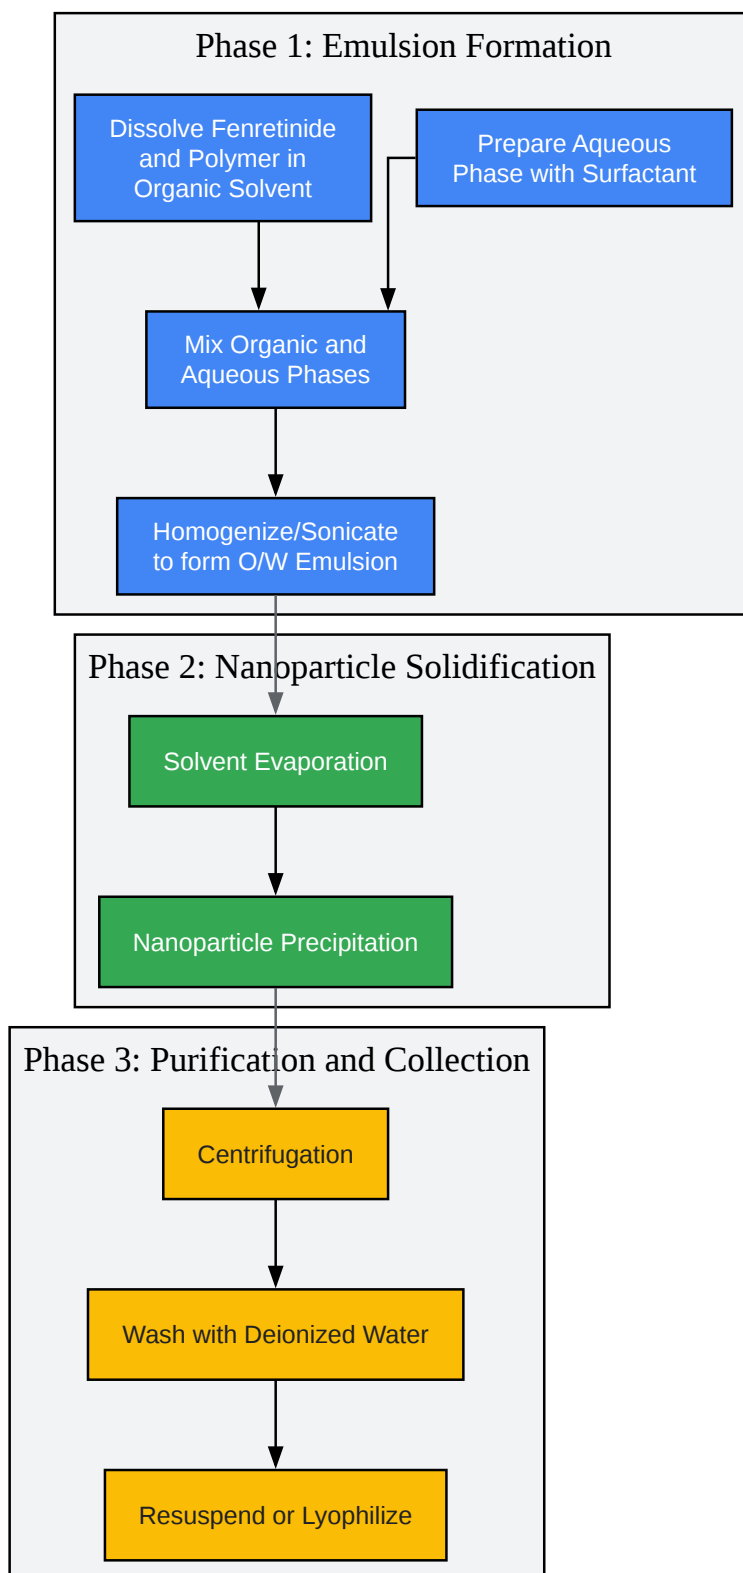 Phase 1: Emulsion Formation
Dissolve Fenretinide
and Polymer in
Organic Solvent
Prepare Aqueous
Phase with Surfactant
Mix Organic and
Aqueous Phases
Homogenize/Sonicate
to form O/W Emulsion
Phase 2: Nanoparticle Solidification
Solvent Evaporation
Nanoparticle Precipitation
Phase 3: Purification and Collection
Centrifugation
Wash with Deionized Water
Resuspend or Lyophilize